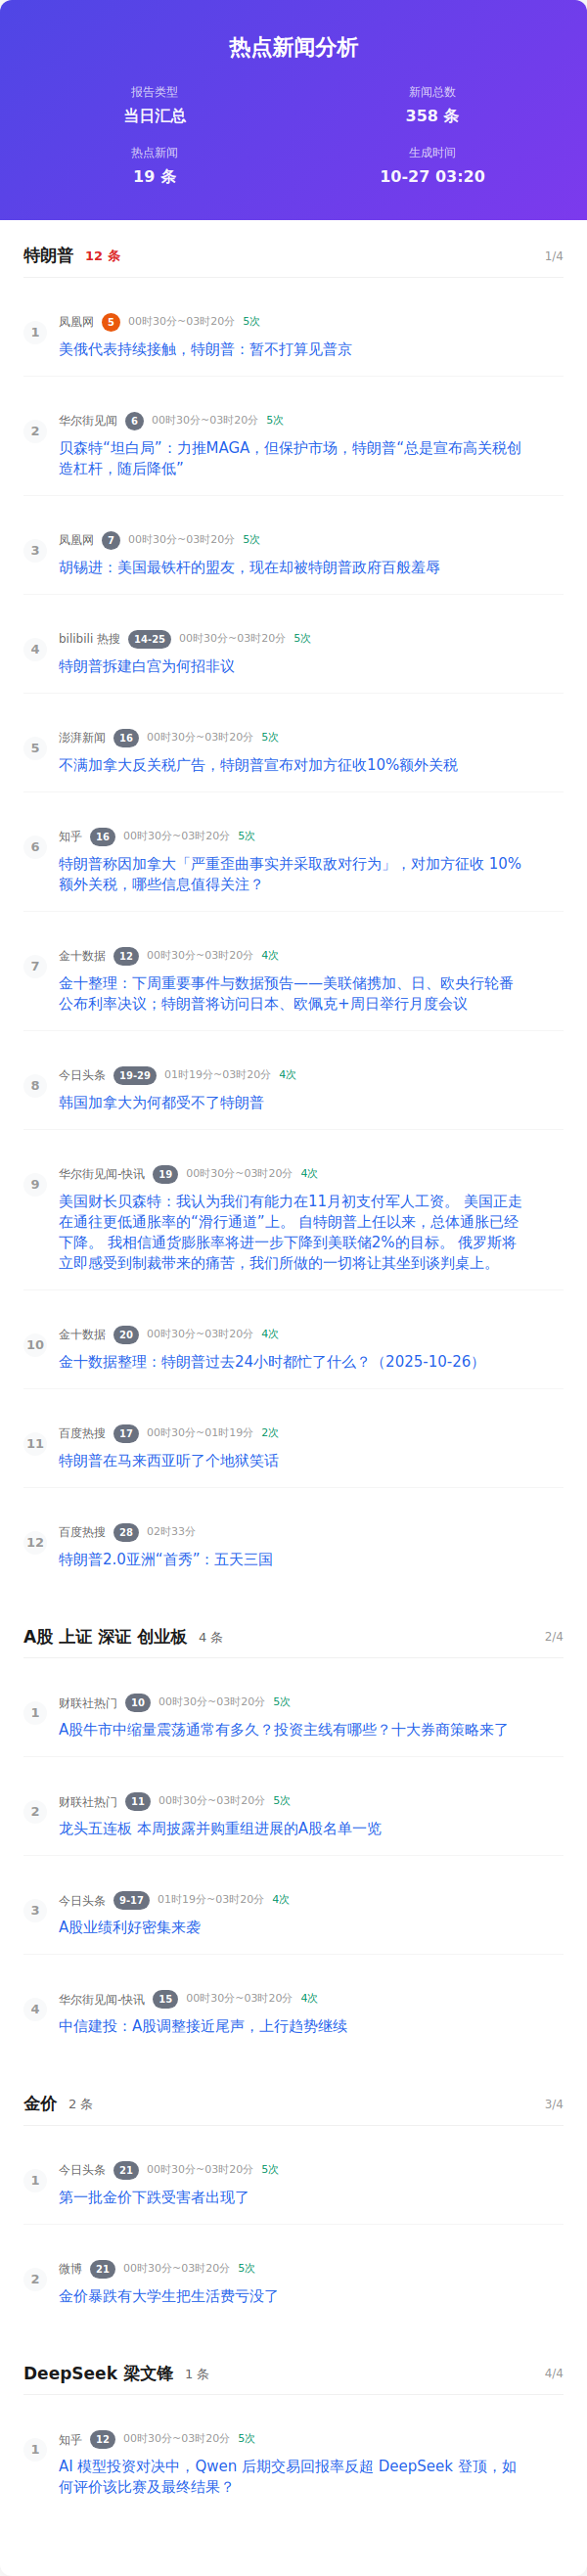 热点新闻分析
报告类型
新闻总数
当日汇总
358 条
热点新闻
生成时间
19 条
10-27 03:20
特朗普 12 条 1/4
1 凤凰网 5 00时30分~03时20分 5次
美俄代表持续接触，特朗普：暂不打算见普京
2 华尔街见闻 6 00时30分~03时20分 5次
贝森特“坦白局”：力推MAGA，但保护市场，特朗普“总是宣布高关税创
造杠杆，随后降低”
3 凤凰网 7 00时30分~03时20分 5次
胡锡进：美国最铁杆的盟友，现在却被特朗普政府百般羞辱
4 bilibili 热搜 14-25 00时30分~03时20分 5次
特朗普拆建白宫为何招非议
5 澎湃新闻 16 00时30分~03时20分 5次
不满加拿大反关税广告，特朗普宣布对加方征收10%额外关税
6 知乎 16 00时30分~03时20分 5次
特朗普称因加拿大「严重歪曲事实并采取敌对行为」，对加方征收 10%
额外关税，哪些信息值得关注？
7 金十数据 12 00时30分~03时20分 4次
金十整理：下周重要事件与数据预告——美联储携加、日、欧央行轮番
公布利率决议；特朗普将访问日本、欧佩克+周日举行月度会议
8 今日头条 19-29 01时19分~03时20分 4次
韩国加拿大为何都受不了特朗普
9 华尔街见闻-快讯 19 00时30分~03时20分 4次
美国财长贝森特：我认为我们有能力在11月初支付军人工资。 美国正走
在通往更低通胀率的“滑行通道”上。 自特朗普上任以来，总体通胀已经
下降。 我相信通货膨胀率将进一步下降到美联储2%的目标。 俄罗斯将
立即感受到制裁带来的痛苦，我们所做的一切将让其坐到谈判桌上。
10 金十数据 20 00时30分~03时20分 4次
金十数据整理：特朗普过去24小时都忙了什么？（2025-10-26）
11 百度热搜 17 00时30分~01时19分 2次
特朗普在马来西亚听了个地狱笑话
12 百度热搜 28 02时33分
特朗普2.0亚洲“首秀”：五天三国
A股 上证 深证 创业板 4 条 2/4
1 财联社热门 10 00时30分~03时20分 5次
A股牛市中缩量震荡通常有多久？投资主线有哪些？十大券商策略来了
2 财联社热门 11 00时30分~03时20分 5次
龙头五连板 本周披露并购重组进展的A股名单一览
3 今日头条 9-17 01时19分~03时20分 4次
A股业绩利好密集来袭
4 华尔街见闻-快讯 15 00时30分~03时20分 4次
中信建投：A股调整接近尾声，上行趋势继续
金价 2 条 3/4
1 今日头条 21 00时30分~03时20分 5次
第一批金价下跌受害者出现了
2 微博 21 00时30分~03时20分 5次
金价暴跌有大学生把生活费亏没了
DeepSeek 梁文锋 1 条 4/4
1 知乎 12 00时30分~03时20分 5次
AI 模型投资对决中，Qwen 后期交易回报率反超 DeepSeek 登顶，如
何评价该比赛及最终结果？